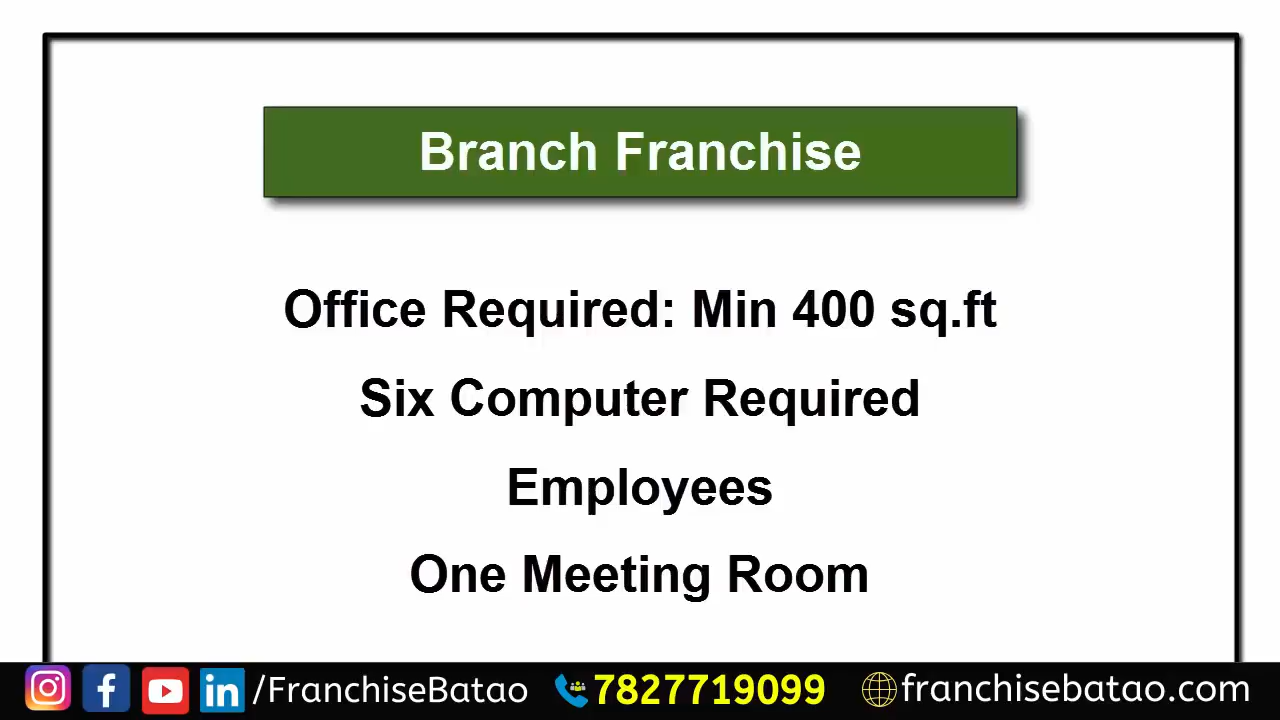 Branch Franchise
Office Required: Min 400 sq.ft
Six Computer Required
Employees
One Meeting Room
/FranchiseBatao 7827719099 franchisebatao.com